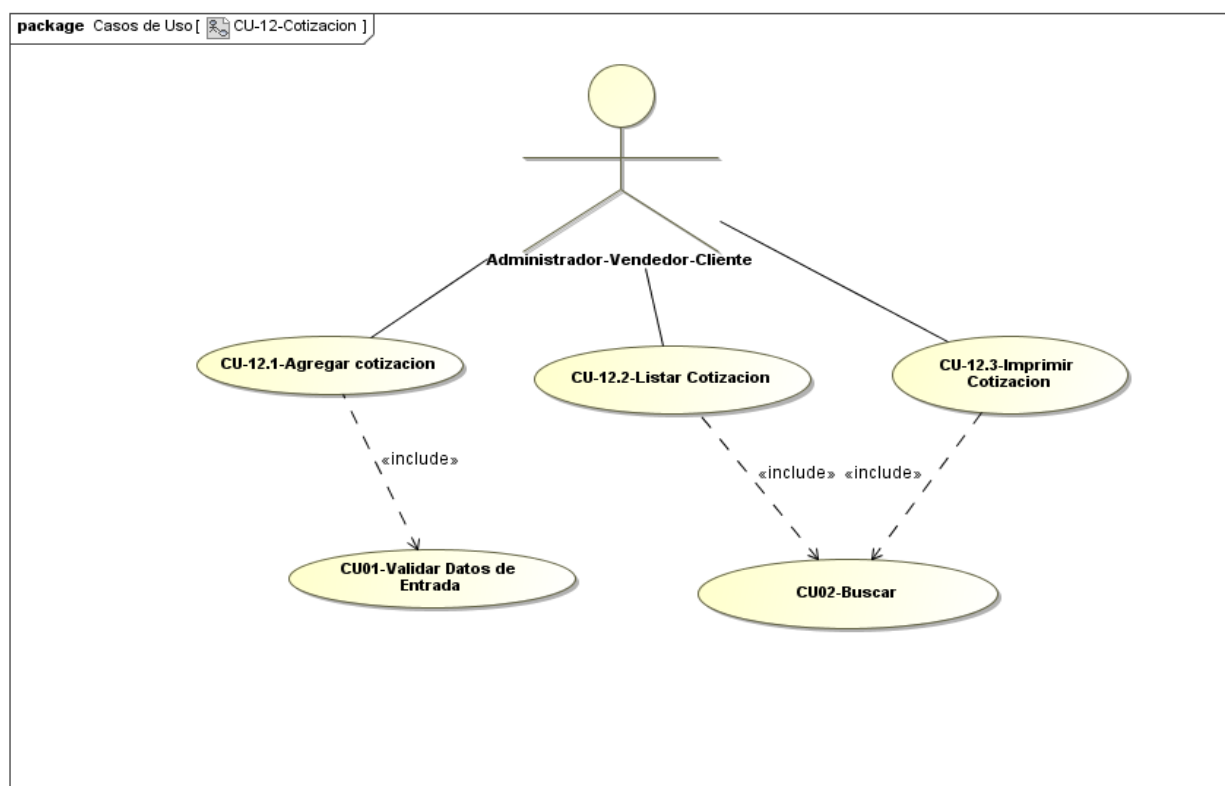 package Casos de Uso [ CU-12-Cotizacion ]
Administrador-Vendedor-Cliente
CU-12.1-Agregar cotizacion
CU-12.2-Listar Cotizacion
CU-12.3-Imprimir
Cotizacion
«include»
«include» «include»
CU01-Validar Datos de
Entrada
CU02-Buscar